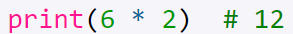 print(6 * 2)  # 12